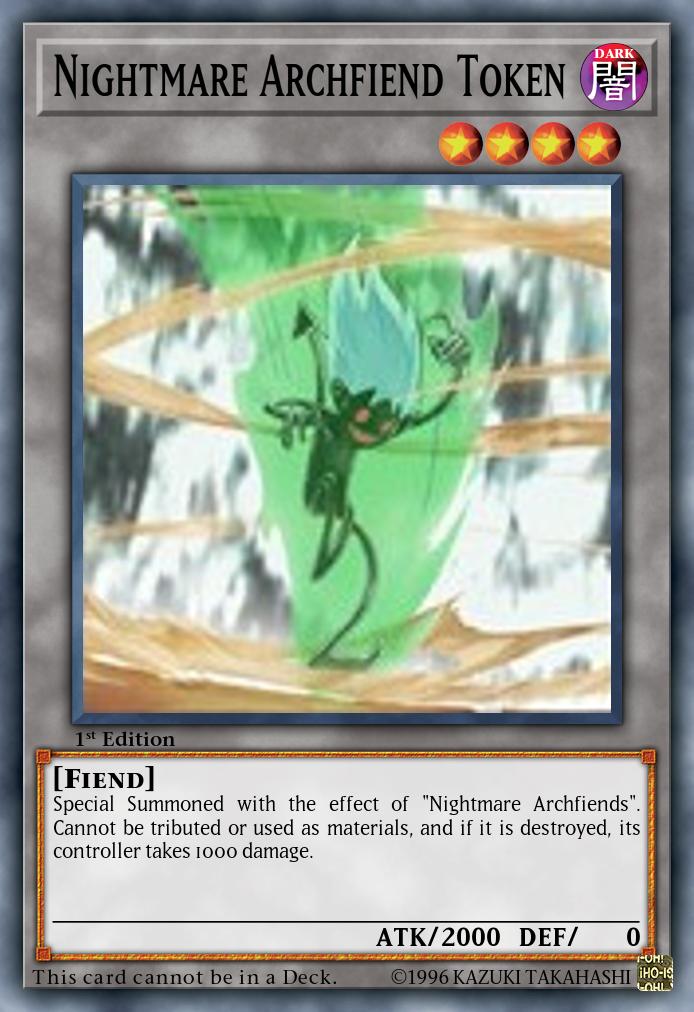 NIGHTMARE ARCHFIEND TOKEN
DARK
闇
1st Edition
[FIEND]
Special Summoned with the effect of "Nightmare Archfiends".
Cannot be tributed or used as materials, and if it is destroyed, its
controller takes 1000 damage.
ATK/2000 DEF/ 0
This card cannot be in a Deck. ©1996 KAZUKI TAKAHASHI